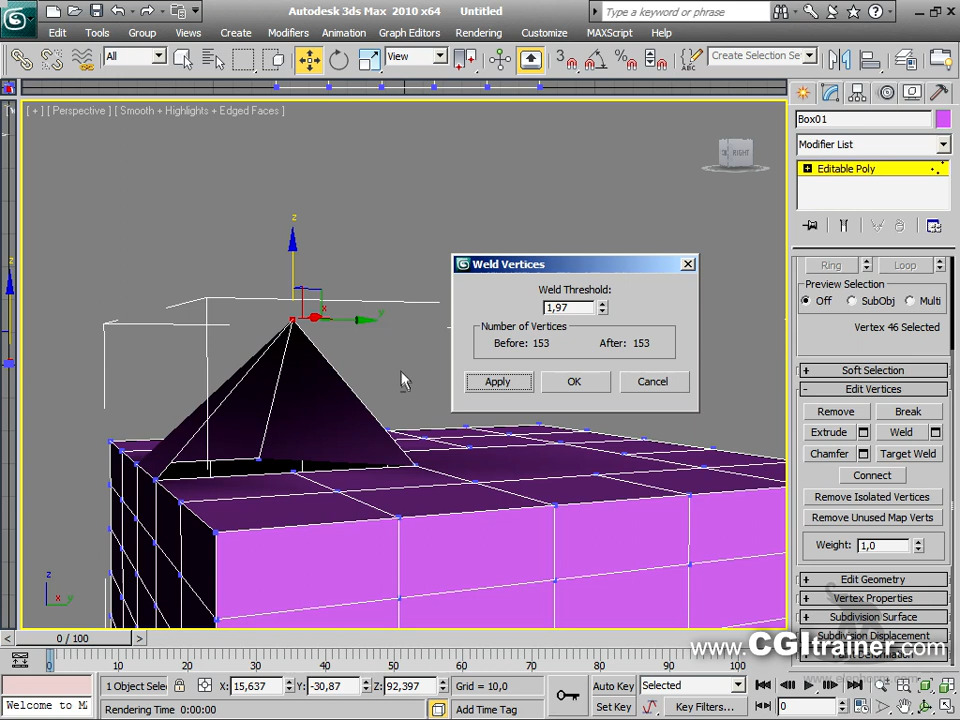 Autodesk 3ds Max 2010 x64 Untitled
Type a keyword or phrase
Edit Tools Group Views Create Modifiers Animation Graph Editors Rendering Customize MAXScript Help
All
View
Create Selection Se
[ + ] [ Perspective ] [ Smooth + Highlights + Edged Faces ]
RIGHT
Box01
Modifier List
Editable Poly
z
x
y
Weld Vertices
Weld Threshold:
1,97
Number of Vertices
Before: 153 After: 153
Apply OK Cancel
Ring Loop
Preview Selection
Off SubObj Multi
Vertex 46 Selected
Soft Selection
Edit Vertices
Remove Break
Extrude Weld
Chamfer Target Weld
Connect
Remove Isolated Vertices
Remove Unused Map Verts
Weight: 1,0
Edit Geometry
Vertex Properties
Subdivision Surface
Subdivision Displacement
z
x
y
www.CGItrainer.com
0 / 100
0 10 20 30 40 50 60 70 80 90 100
1 Object Selec X: 15,637 Y: -30,87 Z: 92,397 Grid = 10,0 Auto Key Selected
Welcome to M
Rendering Time 0:00:00 Add Time Tag Set Key Key Filters... 0